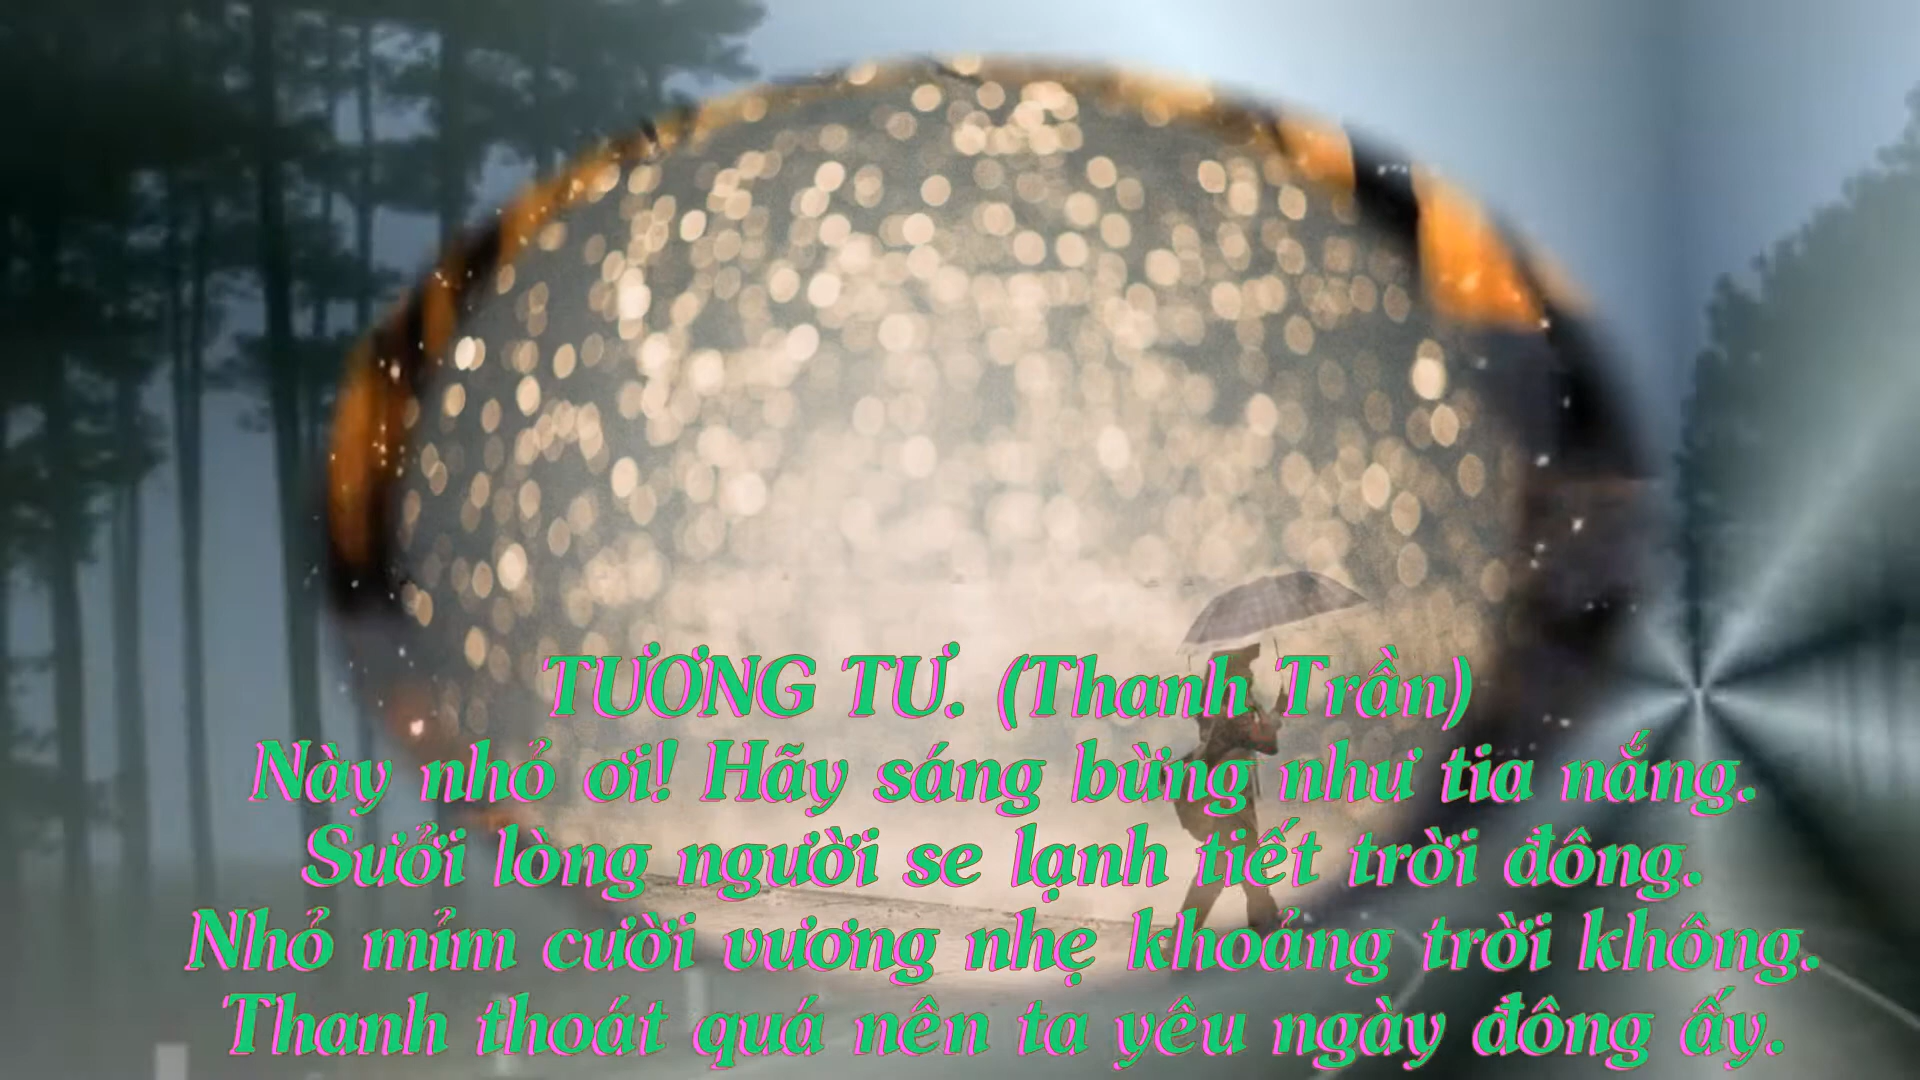 TƯƠNG TƯ. (Thanh Trần)
Này nhỏ ơi! Hãy sáng bừng như tia nắng.
Sưởi lòng người se lạnh tiết trời đông.
Nhỏ mỉm cười vương nhẹ khoảng trời không.
Thanh thoát quá nên ta yêu ngày đông ấy.